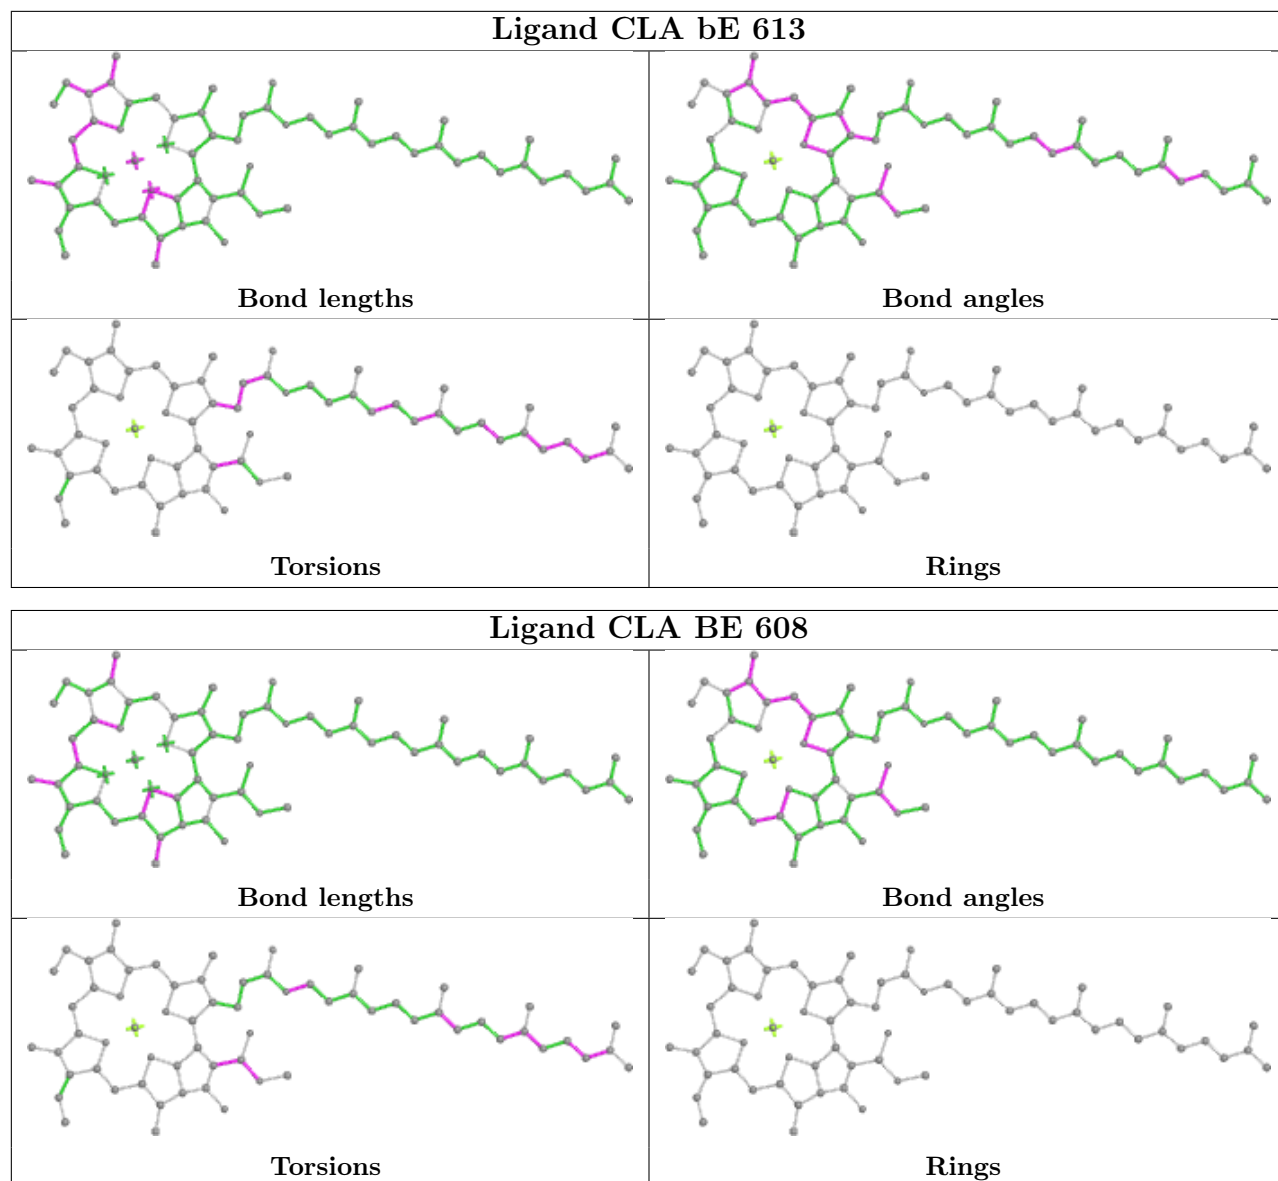 Ligand CLA bE 613
Bond lengths
Bond angles
Torsions
Rings
Ligand CLA BE 608
Bond lengths
Bond angles
Torsions
Rings